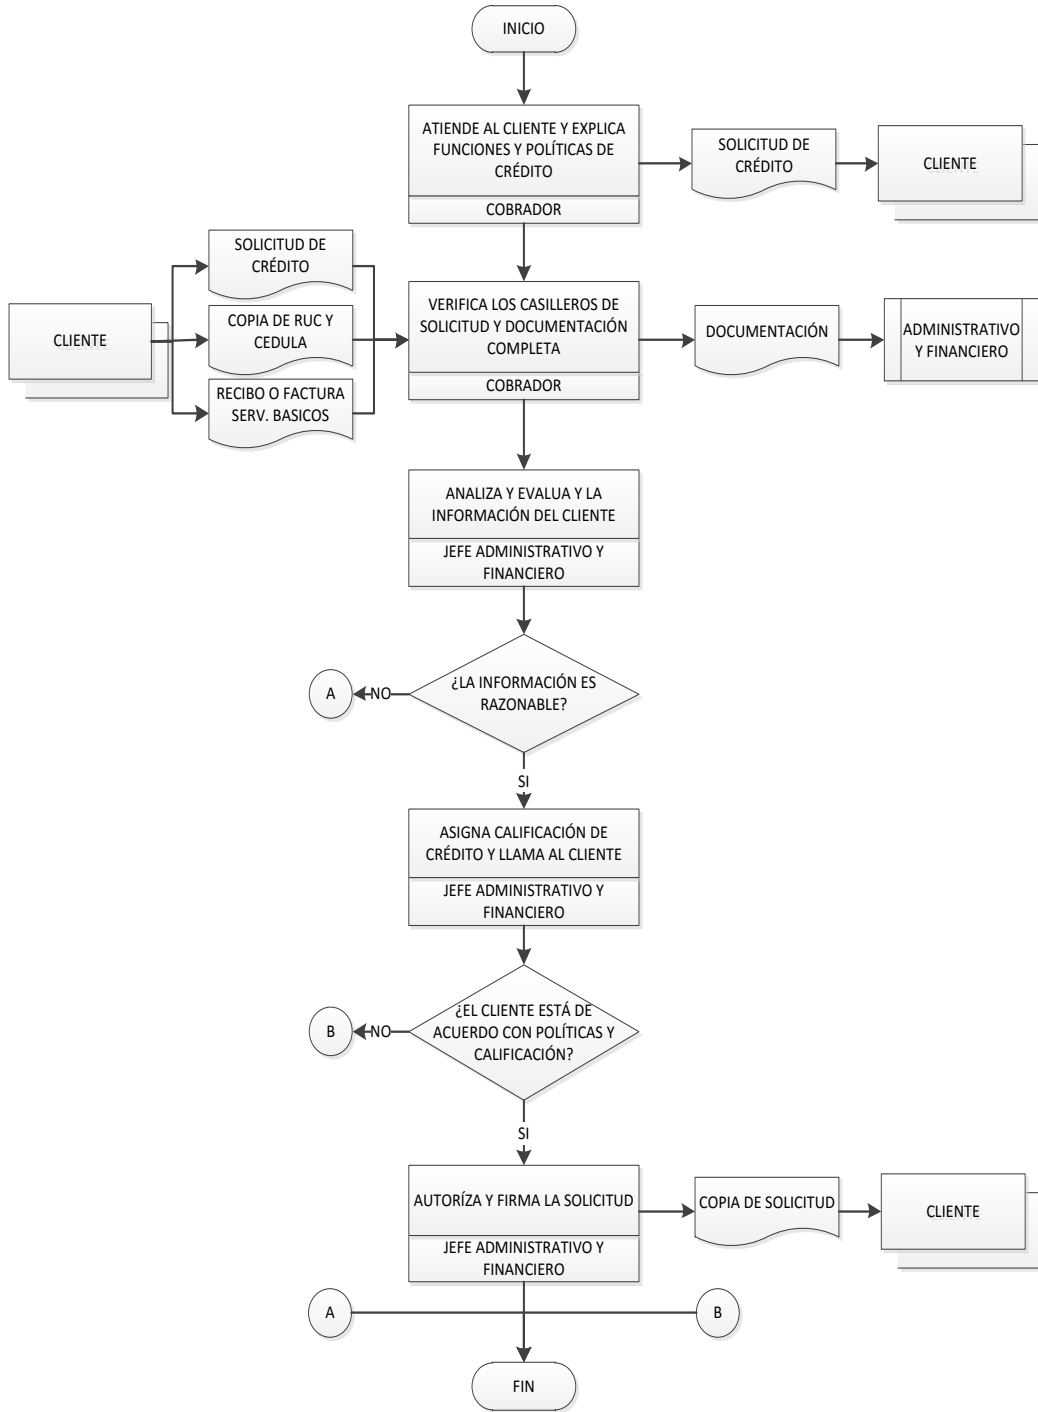 INICIO
ATIENDE AL CLIENTE Y EXPLICA
FUNCIONES Y POLÍTICAS DE
CRÉDITO
COBRADOR
SOLICITUD DE
CRÉDITO
CLIENTE
CLIENTE
SOLICITUD DE
CRÉDITO
COPIA DE RUC Y
CEDULA
RECIBO O FACTURA
SERV. BASICOS
VERIFICA LOS CASILLEROS DE
SOLICITUD Y DOCUMENTACIÓN
COMPLETA
COBRADOR
DOCUMENTACIÓN
ADMINISTRATIVO
Y FINANCIERO
ANALIZA Y EVALUA Y LA
INFORMACIÓN DEL CLIENTE
JEFE ADMINISTRATIVO Y
FINANCIERO
¿LA INFORMACIÓN ES
RAZONABLE?
NO
A
SI
ASIGNA CALIFICACIÓN DE
CRÉDITO Y LLAMA AL CLIENTE
JEFE ADMINISTRATIVO Y
FINANCIERO
¿EL CLIENTE ESTÁ DE
ACUERDO CON POLÍTICAS Y
CALIFICACIÓN?
NO
B
SI
AUTORÍZA Y FIRMA LA SOLICITUD
JEFE ADMINISTRATIVO Y
FINANCIERO
COPIA DE SOLICITUD
CLIENTE
A
B
FIN